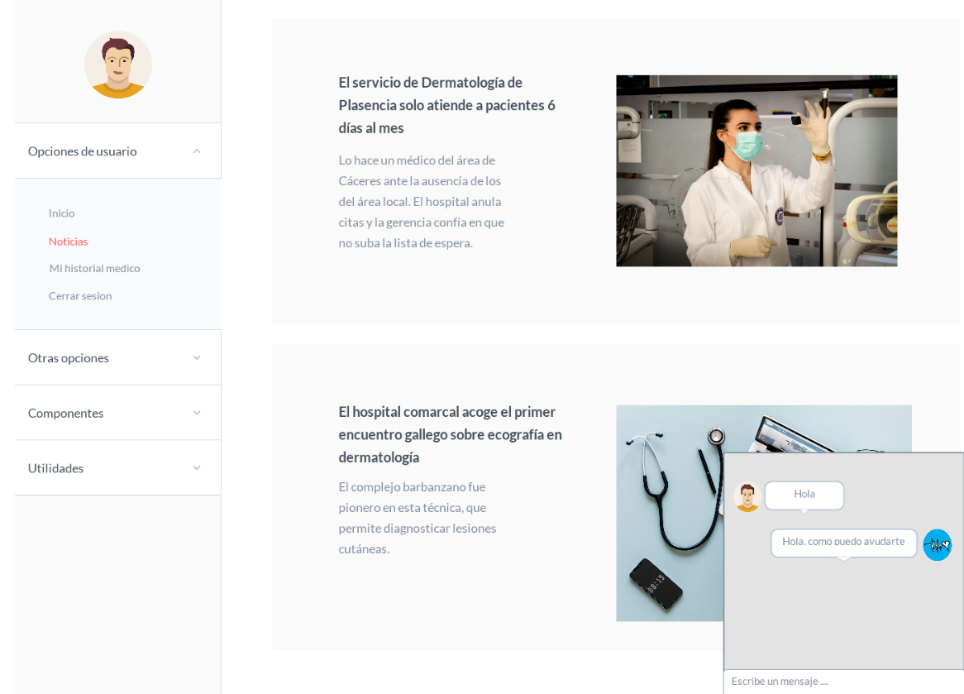 Opciones de usuario
Inicio
Noticias
Mi historial medico
Cerrar sesion
Otras opciones
Componentes
Utilidades
El servicio de Dermatología de
Plasencia solo atiende a pacientes 6
días al mes
Lo hace un médico del área de
Cáceres ante la ausencia de los
del área local. El hospital anula
citas y la gerencia confía en que
no suba la lista de espera.
El hospital comarcal acoge el primer
encuentro gallego sobre ecografía en
dermatología
El complejo barbanzano fue
pionero en esta técnica, que
permite diagnosticar lesiones
cutáneas.
08:15
Hola
Hola, como puedo ayudarte
Escribe un mensaje ....